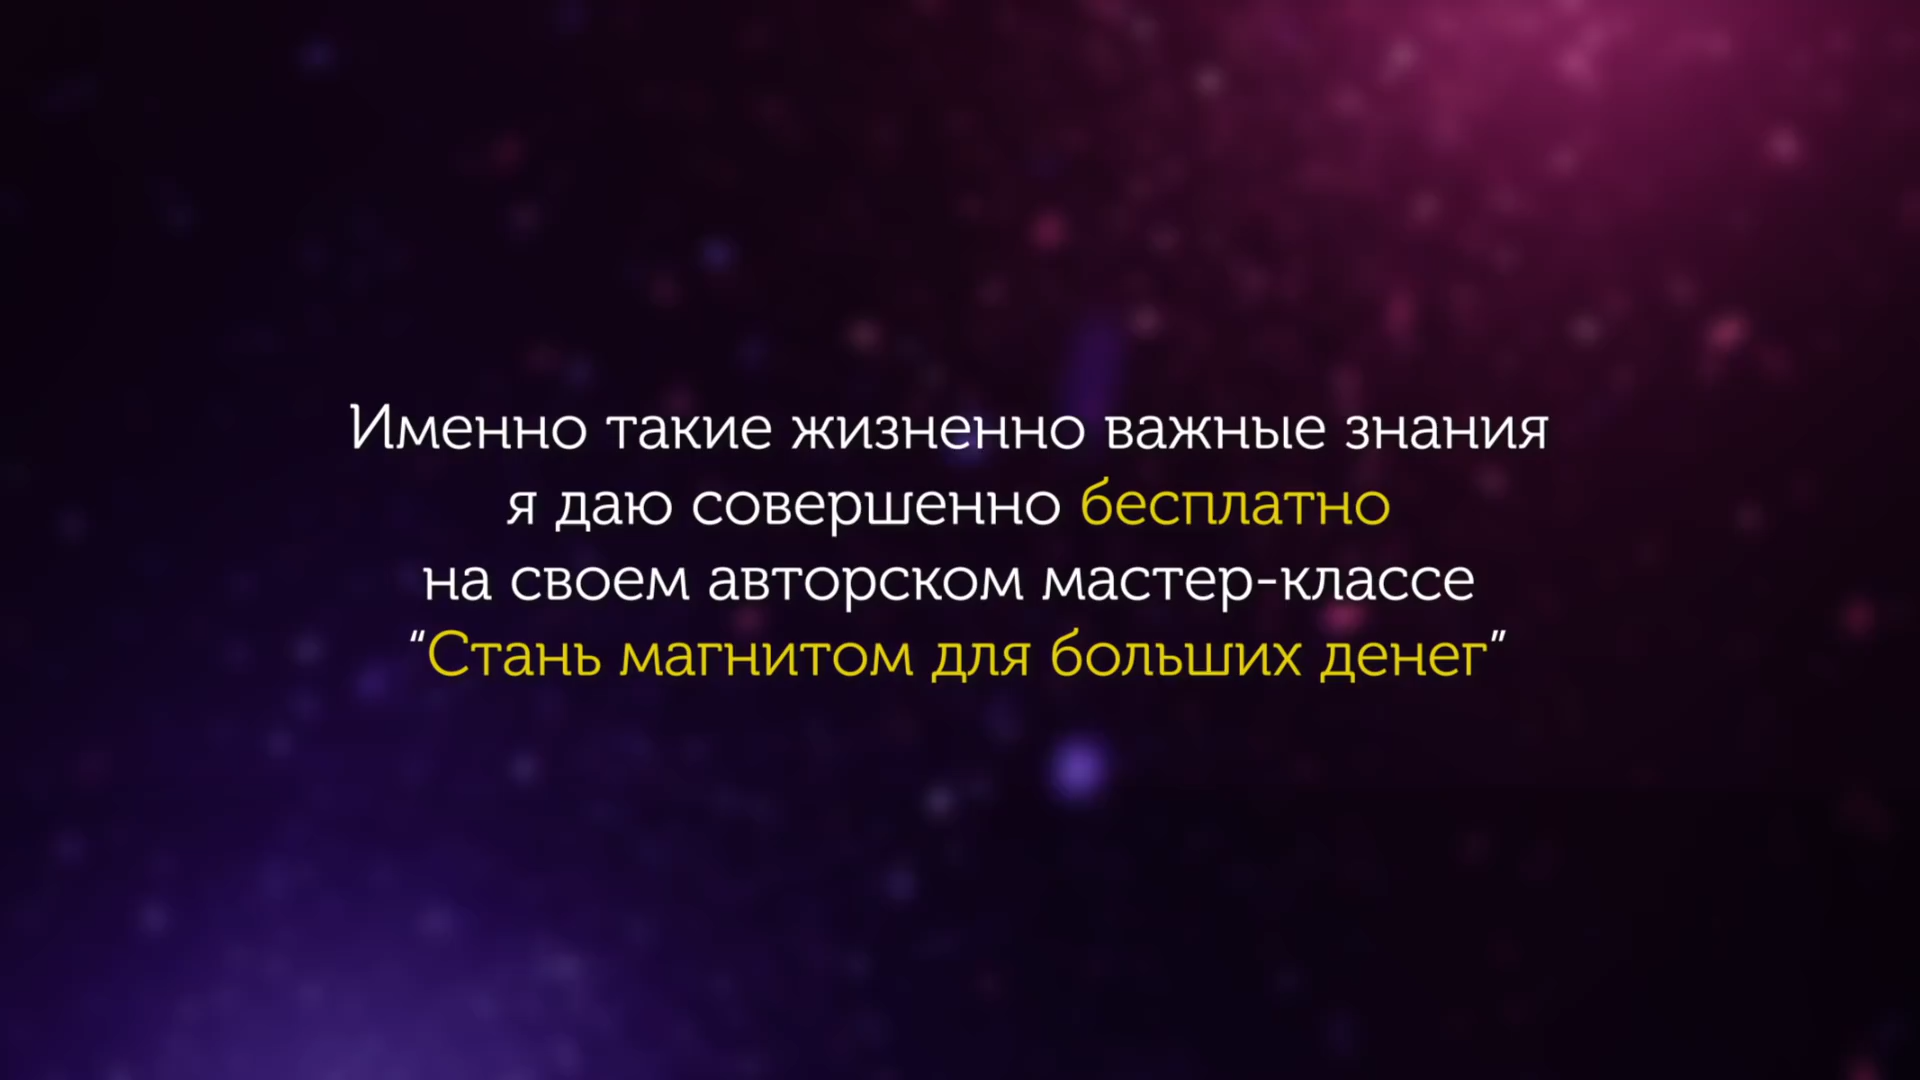 Именно такие жизненно важные знания
я даю совершенно бесплатно
на своем авторском мастер-классе
“Стань магнитом для больших денег”